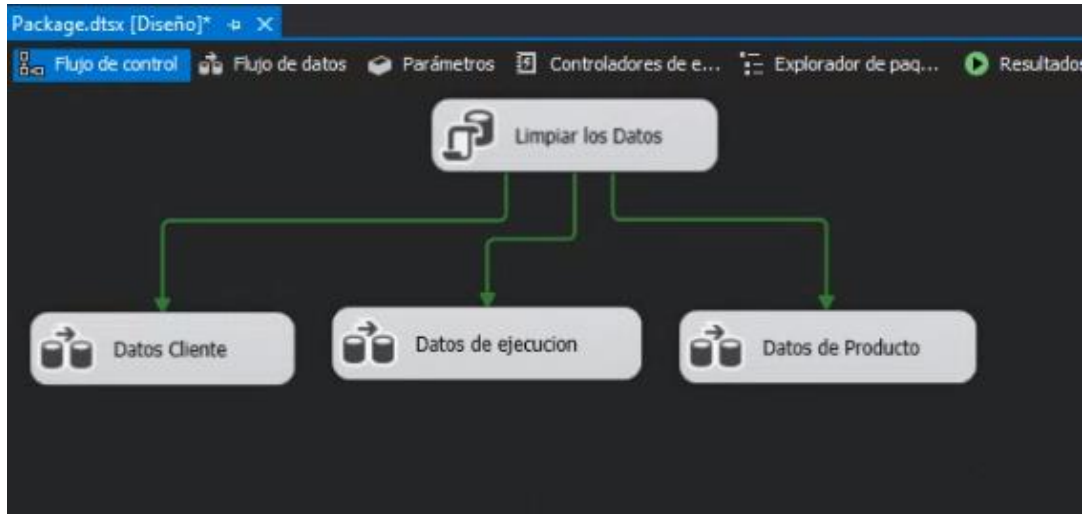 Package.dtsx [Diseño]*
Flujo de control Flujo de datos Parámetros Controladores de e... Explorador de paq... Resultados
Limpiar los Datos
Datos Cliente Datos de ejecucion Datos de Producto